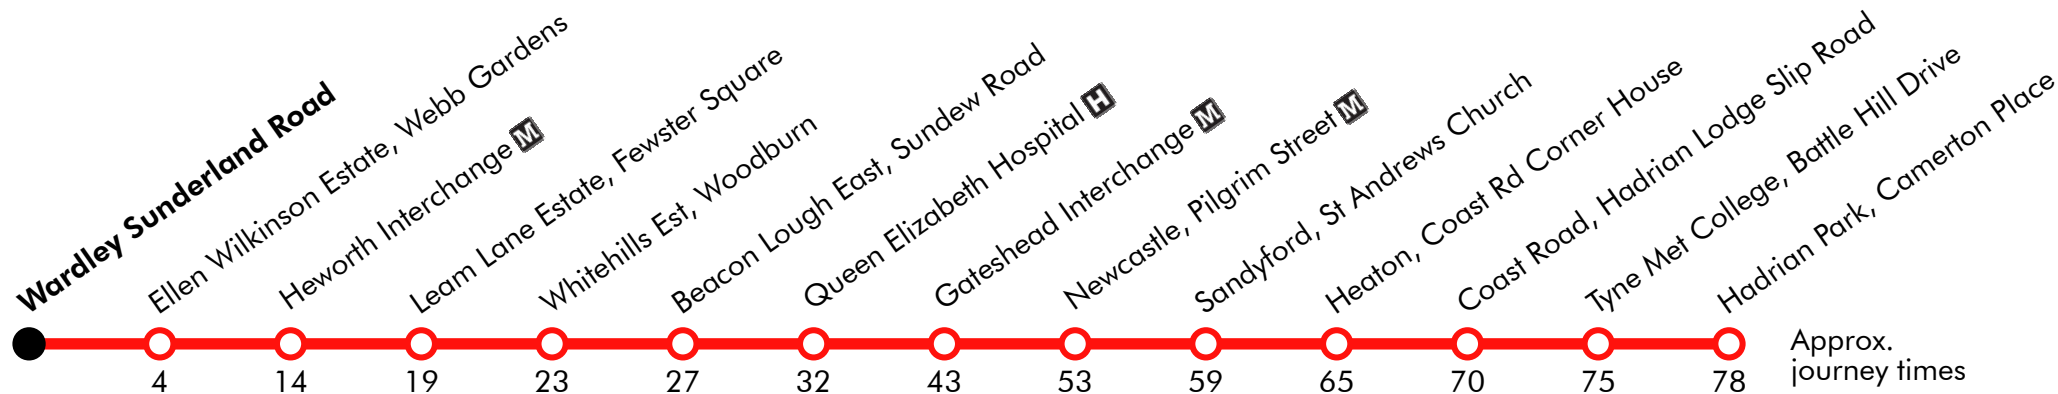 Wardley Sunderland Road
Ellen Wilkinson Estate, Webb Gardens
Heworth Interchange M
Leam Lane Estate, Fewster Square
Whitehills Est, Woodburn
Beacon Lough East, Sundew Road
Queen Elizabeth Hospital H
Gateshead Interchange M
Newcastle, Pilgrim Street M
Sandyford, St Andrews Church
Heaton, Coast Rd Corner House
Coast Road, Hadrian Lodge Slip Road
Tyne Met College, Battle Hill Drive
Hadrian Park, Camerton Place
4 14 19 23 27 32 43 53 59 65 70 75 78
Approx.
journey times